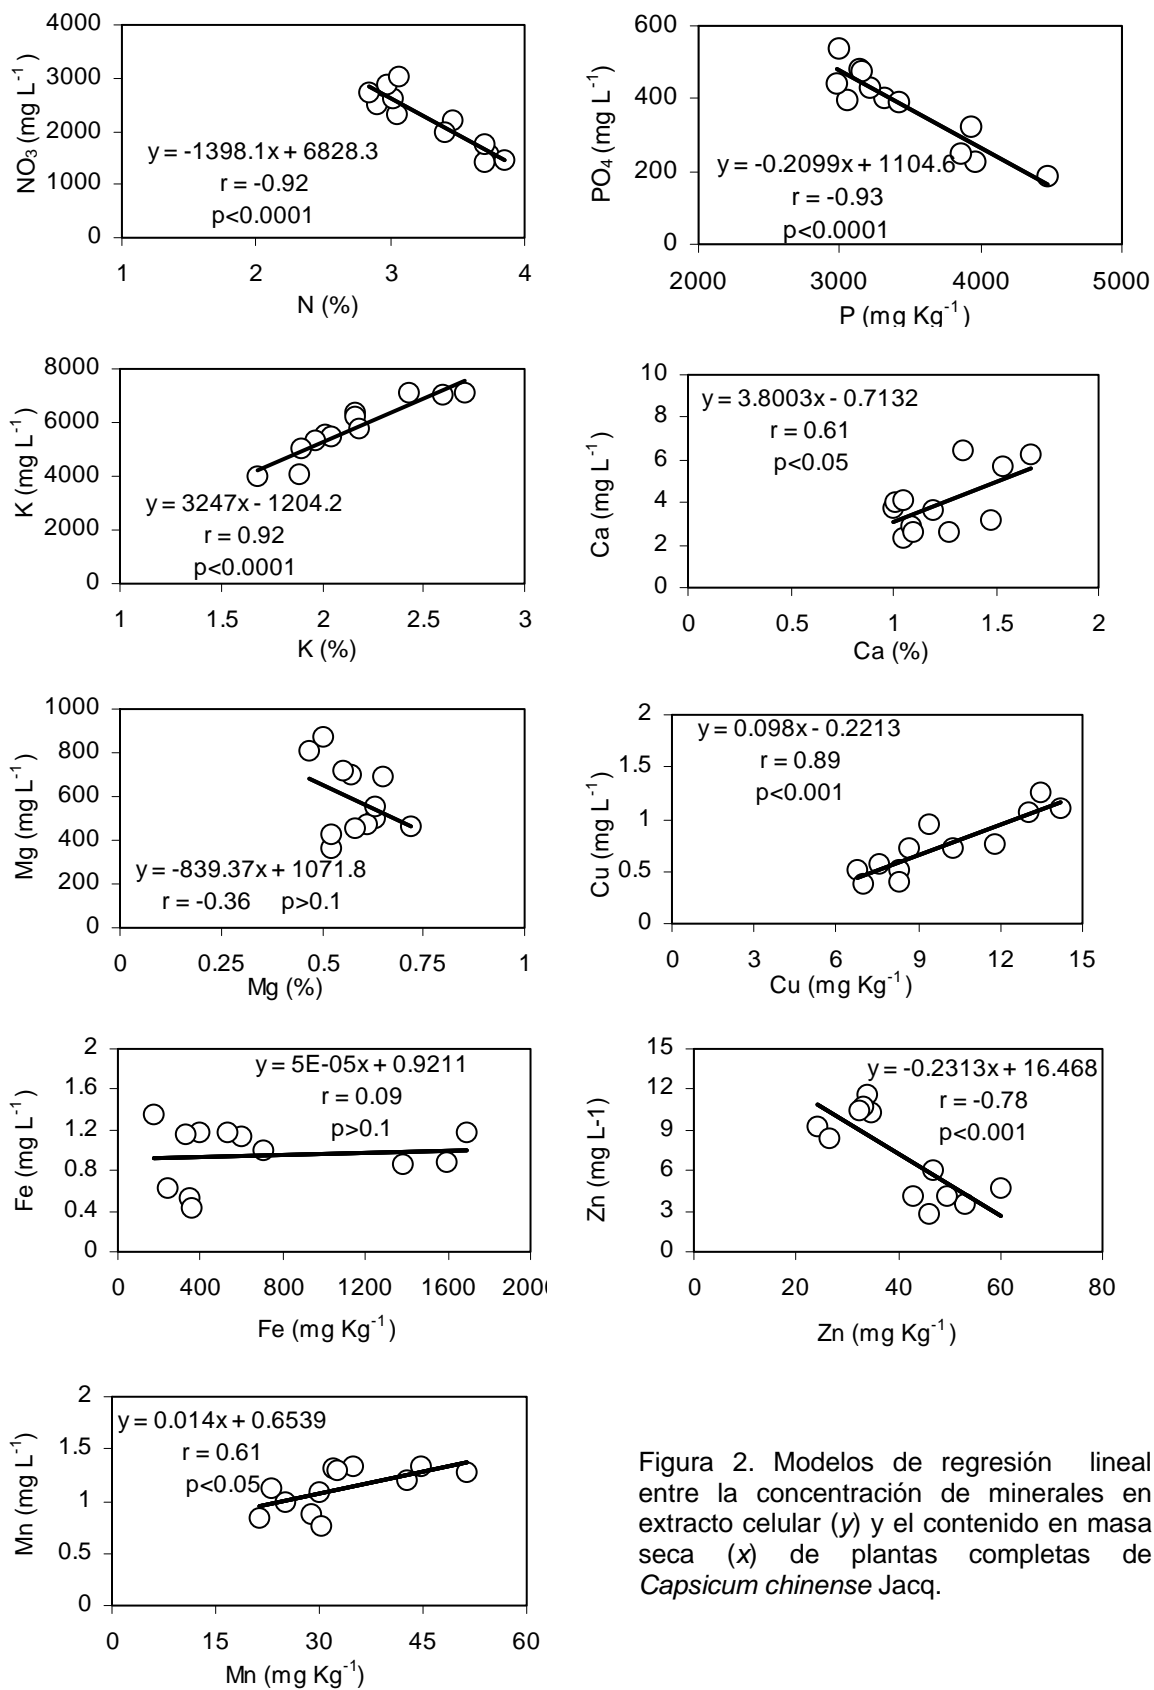 4000
3000
2000
1000
0
NO3 (mg L-1)
y = -1398.1x + 6828.3
r = -0.92
p<0.0001
1 2 3 4
N (%)
600
400
200
0
PO4 (mg L-1)
y = -0.2099x + 1104.6
r = -0.93
p<0.0001
2000 3000 4000 5000
P (mg Kg-1)
8000
6000
4000
2000
0
K (mg L-1)
y = 3247x - 1204.2
r = 0.92
p<0.0001
1 1.5 2 2.5 3
K (%)
10
8
6
4
2
0
Ca (mg L-1)
y = 3.8003x - 0.7132
r = 0.61
p<0.05
0 0.5 1 1.5 2
Ca (%)
1000
800
600
400
200
0
Mg (mg L-1)
y = -839.37x + 1071.8
r = -0.36 p>0.1
0 0.25 0.5 0.75 1
Mg (%)
2
1.5
1
0.5
0
Cu (mg L-1)
y = 0.098x - 0.2213
r = 0.89
p<0.001
0 3 6 9 12 15
Cu (mg Kg-1)
2
1.6
1.2
0.8
0.4
0
Fe (mg L-1)
y = 5E-05x + 0.9211
r = 0.09
p>0.1
0 400 800 1200 1600 2000
Fe (mg Kg-1)
15
12
9
6
3
0
Zn (mg L-1)
y = -0.2313x + 16.468
r = -0.78
p<0.001
0 20 40 60 80
Zn (mg Kg-1)
2
1.5
1
0.5
0
Mn (mg L-1)
y = 0.014x + 0.6539
r = 0.61
p<0.05
0 15 30 45 60
Mn (mg Kg-1)
Figura 2. Modelos de regresión lineal
entre la concentración de minerales en
extracto celular (y) y el contenido en masa
seca (x) de plantas completas de
Capsicum chinense Jacq.